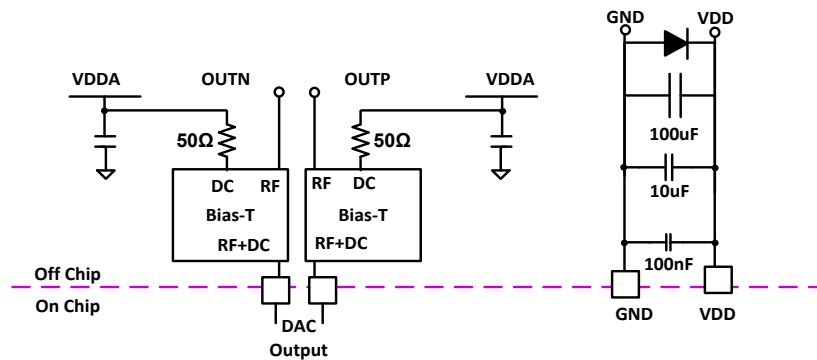 GND
VDD
VDDA
OUTN
OUTP
VDDA
50Ω
50Ω
100uF
DC
RF
RF
DC
10uF
Bias-T
Bias-T
RF+DC
RF+DC
100nF
Off Chip
On Chip
GND
VDD
DAC
Output